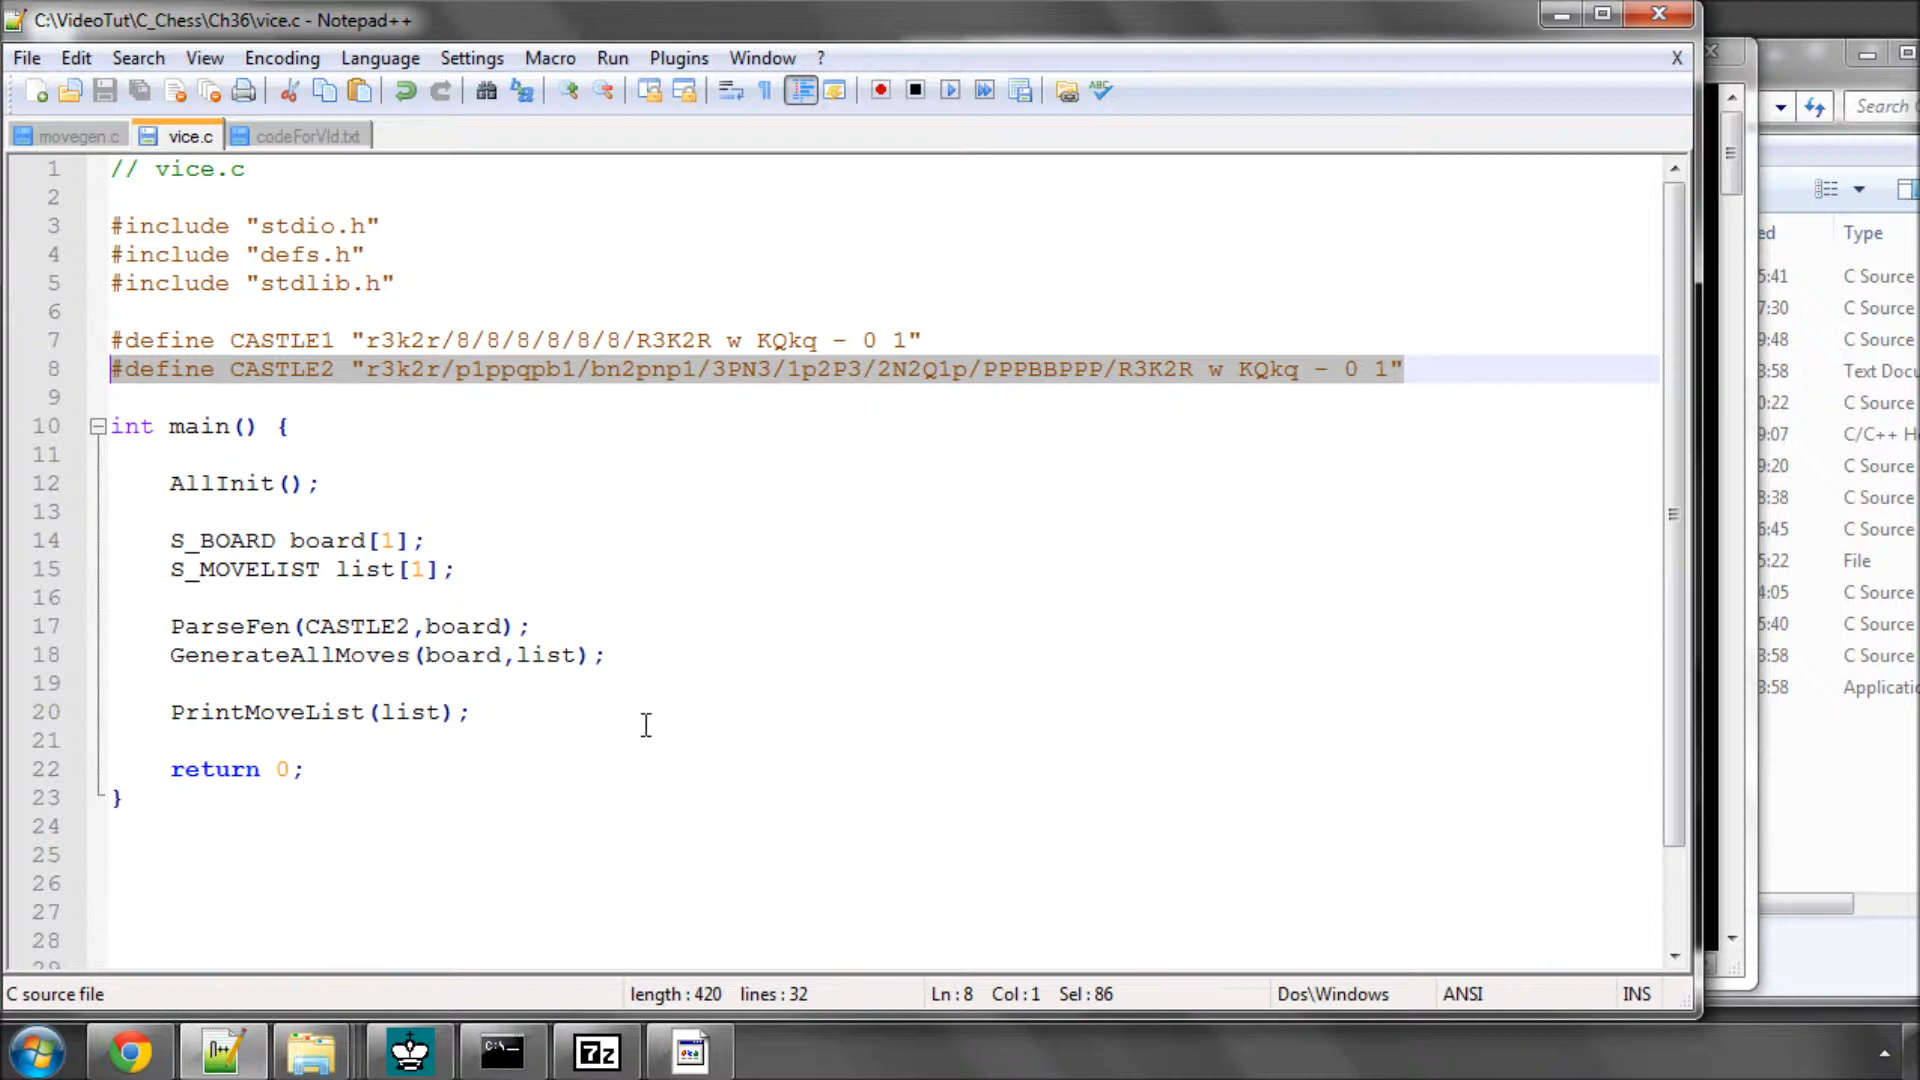 C:\VideoTut\C_Chess\Ch36\vice.c - Notepad++
File Edit Search View Encoding Language Settings Macro Run Plugins Window ? X
Search
movegen.c vice.c codeForVid.txt
1 // vice.c
2
3 #include "stdio.h"
4 #include "defs.h"
5 #include "stdlib.h"
6
7 #define CASTLE1 "r3k2r/8/8/8/8/8/8/R3K2R w KQkq - 0 1"
8 #define CASTLE2 "r3k2r/p1ppqpb1/bn2pnp1/3PN3/1p2P3/2N2Q1p/PPPBBPPP/R3K2R w KQkq - 0 1"
9
10 int main() {
11
12 AllInit();
13
14 S_BOARD board[1];
15 S_MOVELIST list[1];
16
17 ParseFen(CASTLE2,board);
18 GenerateAllMoves(board,list);
19
20 PrintMoveList(list);
21
22 return 0;
23 }
24
25
26
27
28
ed Type
5:41 C Source
7:30 C Source
9:48 C Source
3:58 Text Docu
0:22 C Source
9:07 C/C++ H
9:20 C Source
8:38 C Source
6:45 C Source
5:22 File
4:05 C Source
5:40 C Source
3:58 C Source
3:58 Applicatio
C source file length : 420 lines : 32 Ln : 8 Col : 1 Sel : 86 Dos\Windows ANSI INS
N++ C:\ 7z